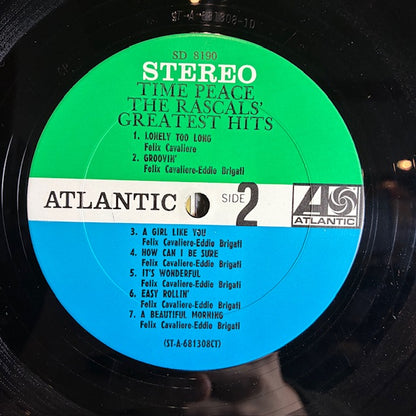 ST-A-681308-1D
SD 8190
STEREO
TIME PEACE
THE RASCALS'
GREATEST HITS
1. LONELY TOO LONG
Felix Cavaliere
2. GROOVIN'
Felix Cavaliere-Eddie Brigati
ATLANTIC SIDE 2
ATLANTIC
3. A GIRL LIKE YOU
Felix Cavaliere-Eddie Brigati
4. HOW CAN I BE SURE
Felix Cavaliere-Eddie Brigati
5. IT'S WONDERFUL
Felix Cavaliere-Eddie Brigati
6. EASY ROLLIN'
Felix Cavaliere-Eddie Brigati
7. A BEAUTIFUL MORNING
Felix Cavaliere-Eddie Brigati
(ST-A-681308CT)